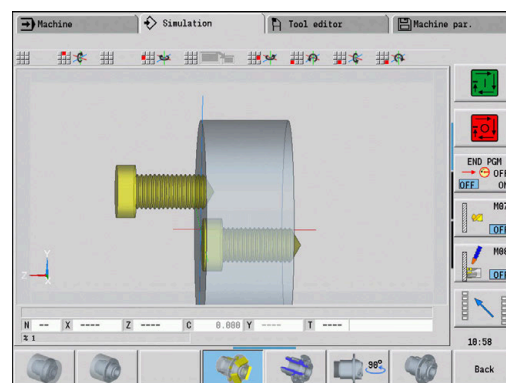 Machine
Simulation
Tool editor
Machine par.
END PGM
OFF
OFF ON
M07
OFF
M08
OFF
Y
Z X
N -- X ---- Z ---- C 0.000 Y ---- T ----
% 1
10:58
90°
Back